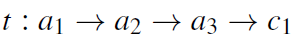 t : a₁ → a₂ → a₃ → c₁